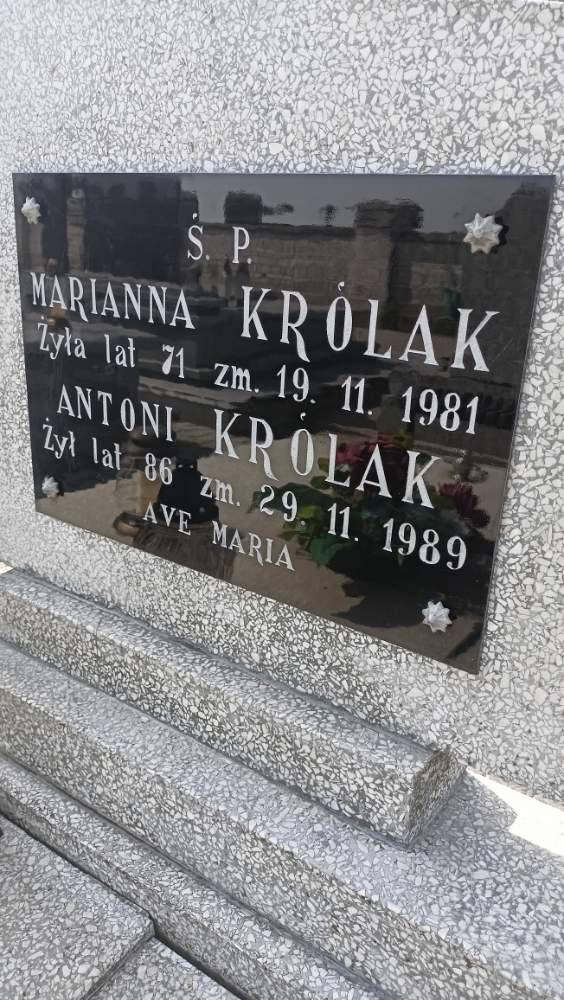 Ś. P.
MARIANNA KRÓLAK
Żyła lat 71 zm. 19. 11. 1981
ANTONI KRÓLAK
Żył lat 86 zm. 29. 11. 1989
AVE MARIA